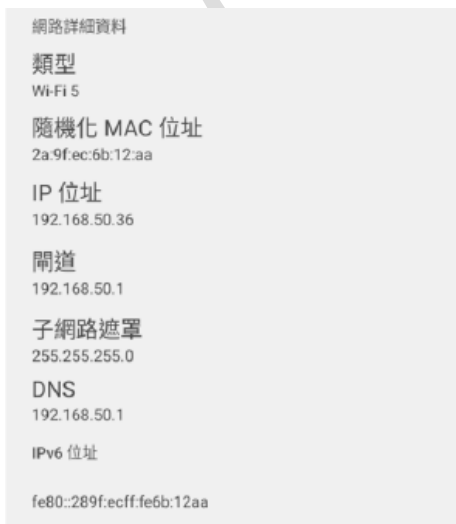 網路詳細資料
類型
Wi-Fi 5
隨機化 MAC 位址
2a:9f:ec:6b:12:aa
IP 位址
192.168.50.36
閘道
192.168.50.1
子網路遮罩
255.255.255.0
DNS
192.168.50.1
IPv6 位址
fe80::289f:ecff:fe6b:12aa